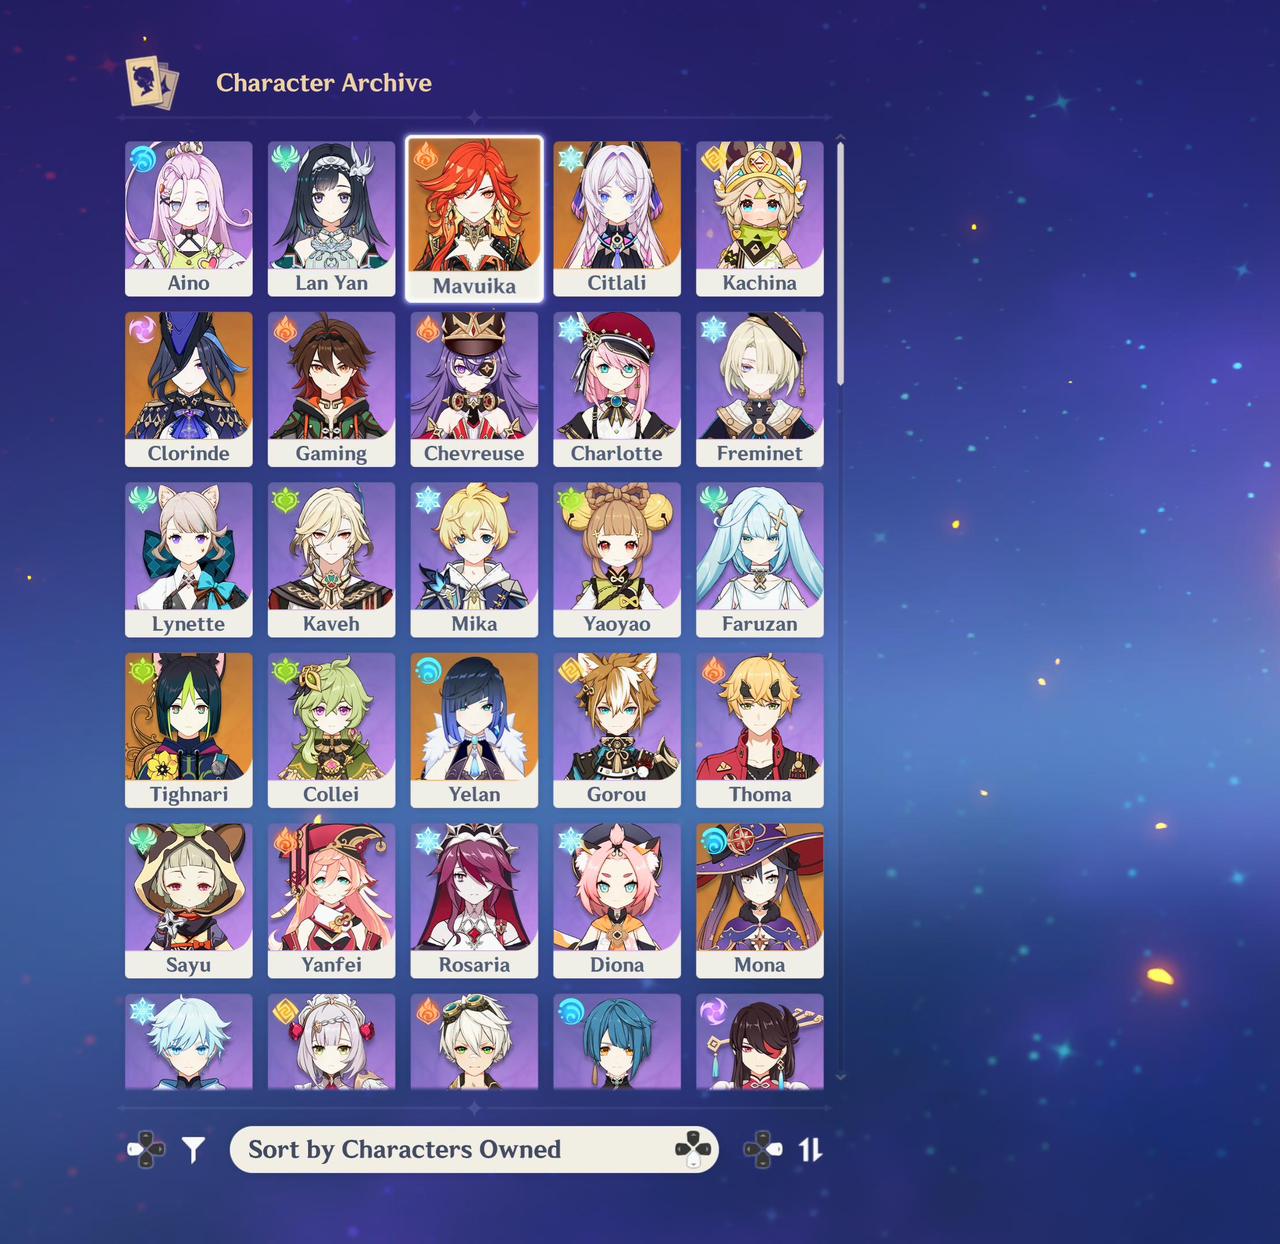 Character Archive
Aino
Lan Yan
Mavuika
Citlali
Kachina
Clorinde
Gaming
Chevreuse
Charlotte
Freminet
Lynette
Kaveh
Mika
Yaoyao
Faruzan
Tighnari
Collei
Yelan
Gorou
Thoma
Sayu
Yanfei
Rosaria
Diona
Mona
Sort by Characters Owned